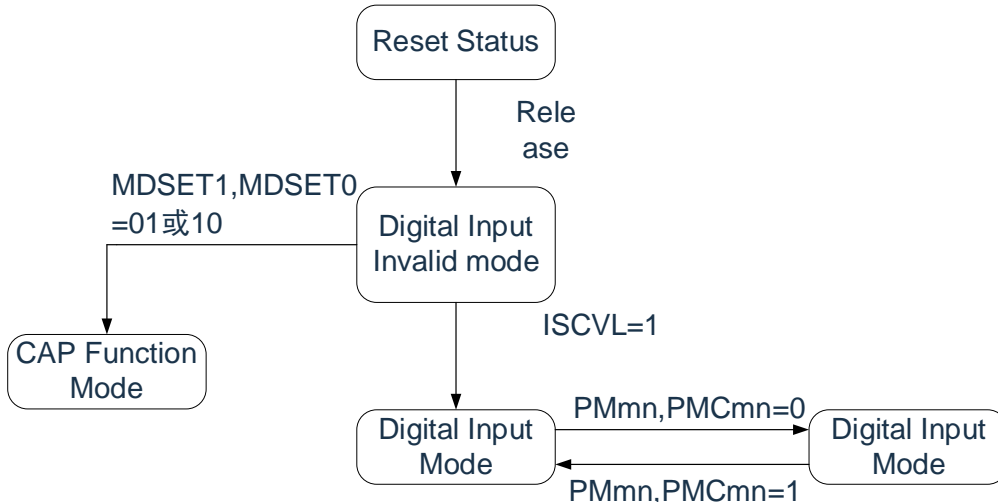 Reset Status
Rele
ase
MDSET1,MDSET0
=01或10
Digital Input
Invalid mode
ISCVL=1
CAP Function
Mode
Digital Input
Mode
PMmn,PMCmn=0
PMmn,PMCmn=1
Digital Input
Mode